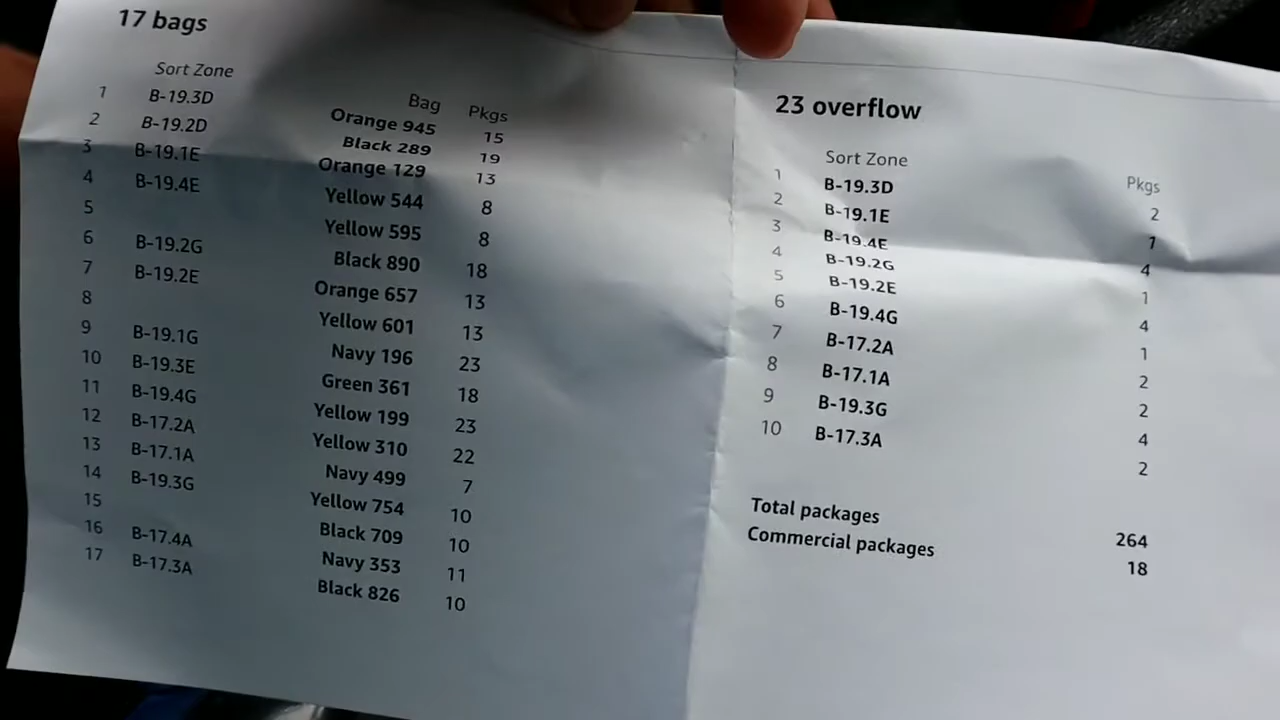 17 bags
Sort Zone Bag Pkgs
1 B-19.3D Orange 945 15
2 B-19.2D Black 289 19
3 B-19.1E Orange 129 13
4 B-19.4E Yellow 544 8
5 Yellow 595 8
6 B-19.2G Black 890 18
7 B-19.2E Orange 657 13
8 Yellow 601 13
9 B-19.1G Navy 196 23
10 B-19.3E Green 361 18
11 B-19.4G Yellow 199 23
12 B-17.2A Yellow 310 22
13 B-17.1A Navy 499 7
14 B-19.3G Yellow 754 10
15 Black 709 10
16 B-17.4A Navy 353 11
17 B-17.3A Black 826 10
23 overflow
Sort Zone Pkgs
1 B-19.3D 2
2 B-19.1E 1
3 B-19.4E 4
4 B-19.2G 1
5 B-19.2E 4
6 B-19.4G 1
7 B-17.2A 2
8 B-17.1A 2
9 B-19.3G 4
10 B-17.3A 2
Total packages 264
Commercial packages 18